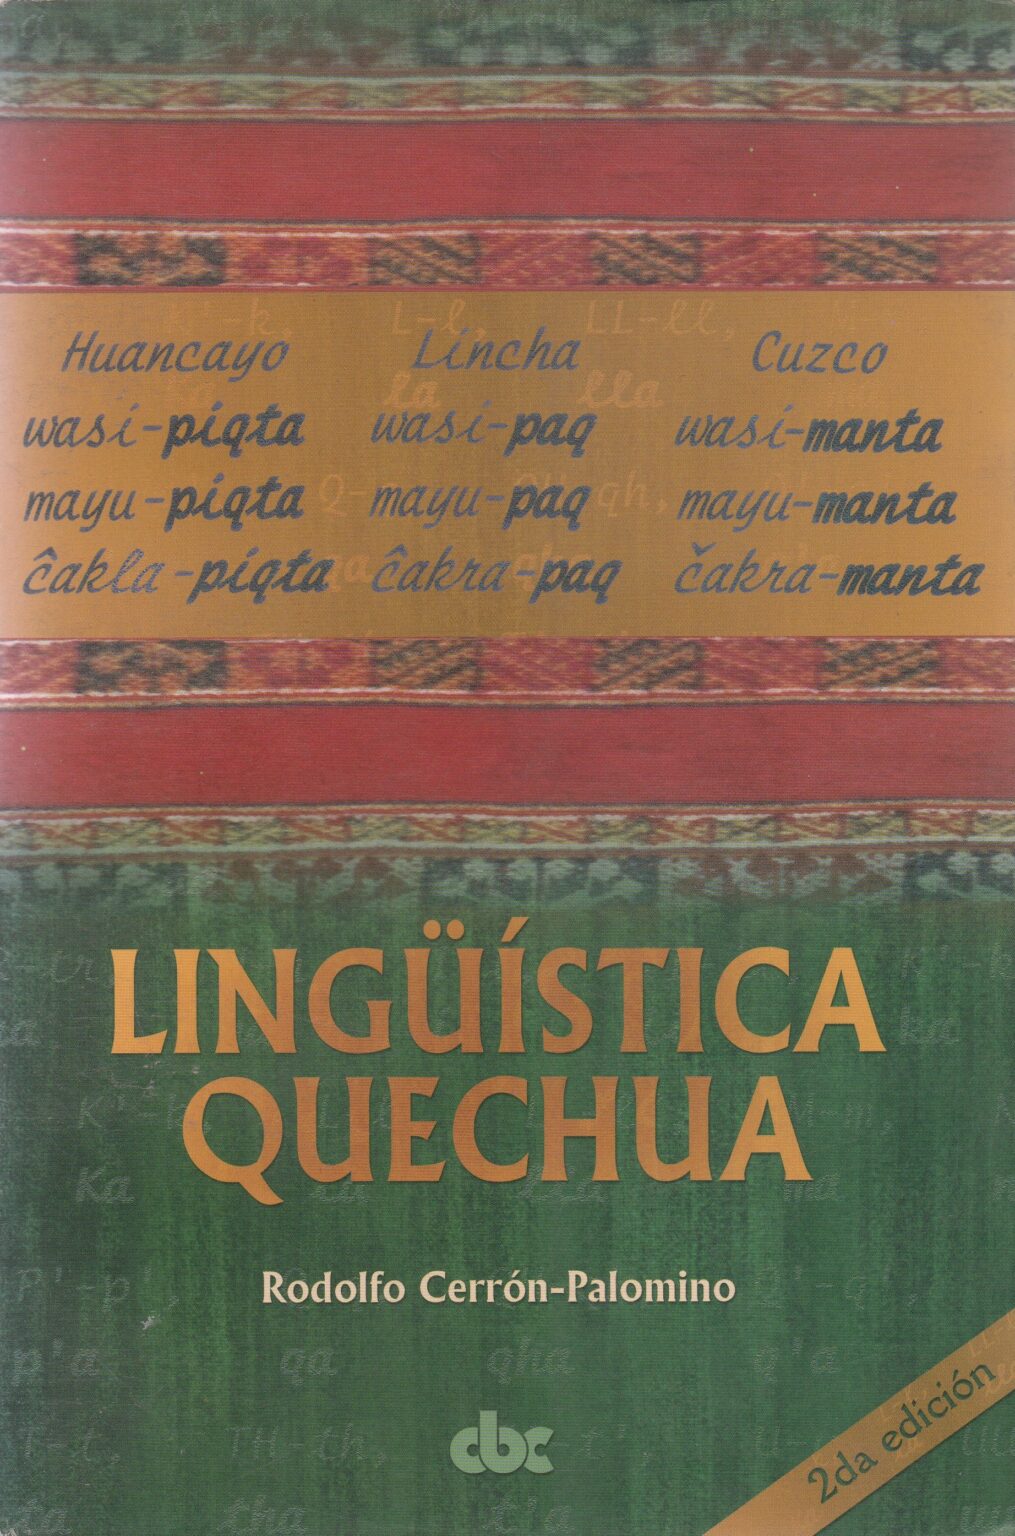 Huancayo Lincha Cuzco
wasi-piqta wasi-paq wasi-manta
mayu-piqta mayu-paq mayu-manta
ĉakla-piqta ĉakra-paq čakra-manta
LINGÜÍSTICA
QUECHUA
Rodolfo Cerrón-Palomino
2da edición
cbc